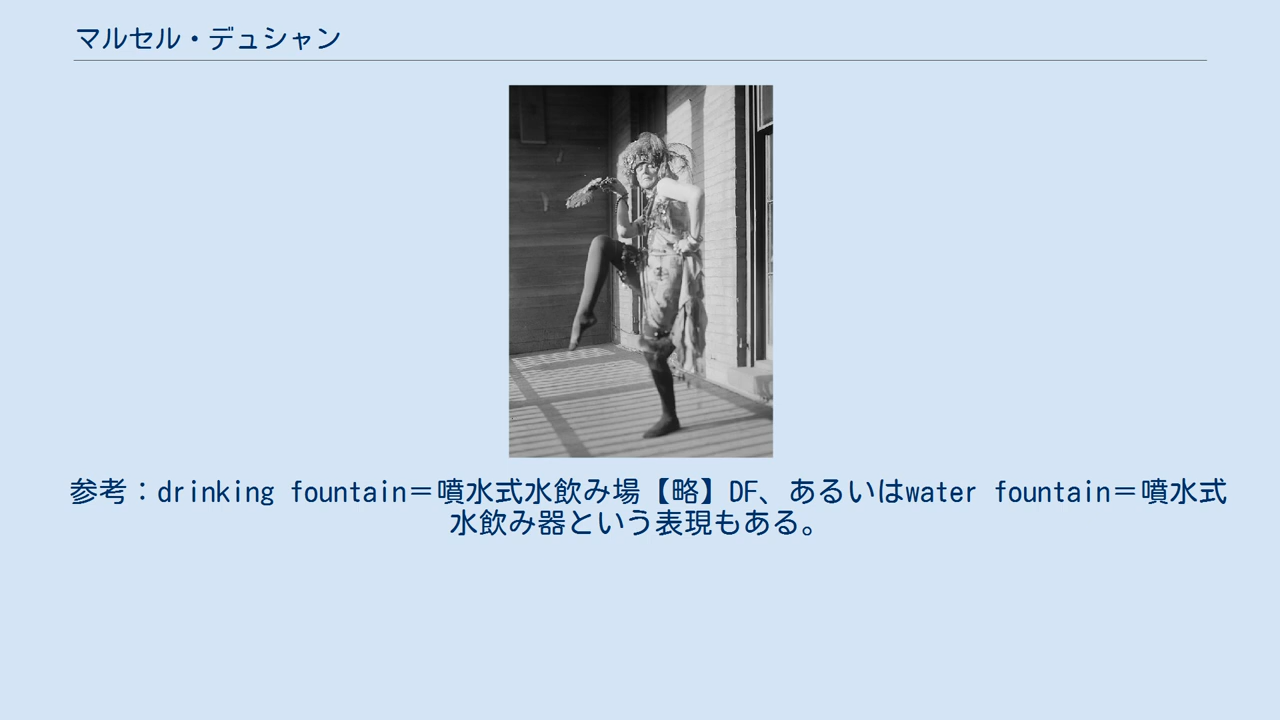 マルセル・デュシャン
参考：drinking fountain＝噴水式水飲み場【略】DF、あるいはwater fountain＝噴水式
水飲み器という表現もある。